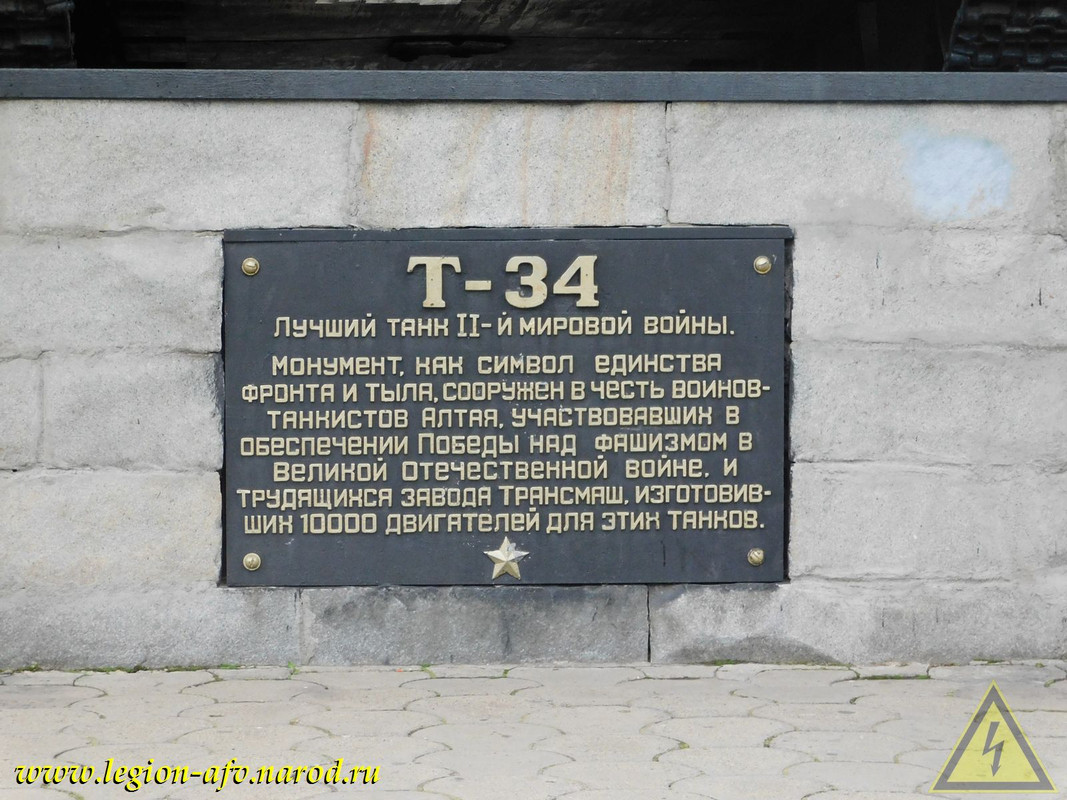 Т-34
Лучший танк II-й мировой войны.
Монумент, как символ единства
фронта и тыла, сооружен в честь воинов-
танкистов Алтая, участвовавших в
обеспечении Победы над фашизмом в
Великой Отечественной войне, и
трудящихся завода Трансмаш, изготовив-
ших 10000 двигателей для этих танков.
www.legion-afv.narod.ru